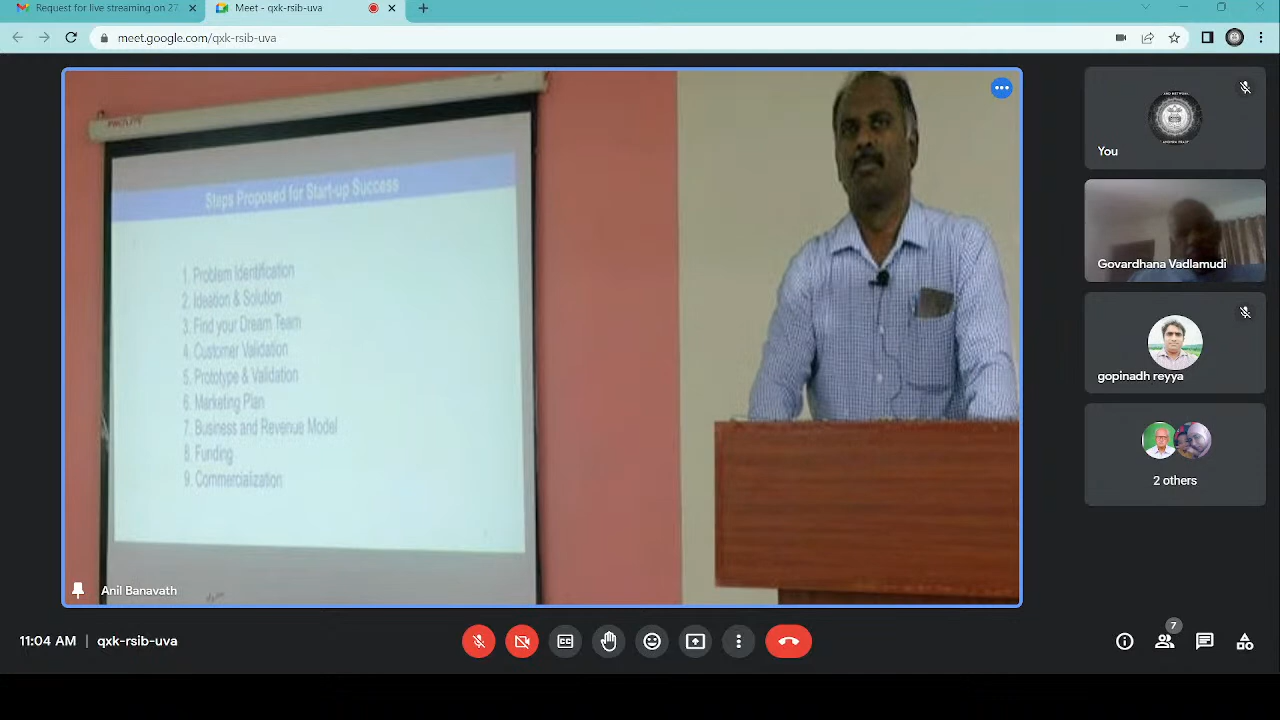 Request for live streaming on 27
Meet - qxk-rsib-uva
meet.google.com/qxk-rsib-uva
Steps Proposed for Start-up Success
1. Problem Identification
2. Ideation & Solution
3. Find your Dream Team
4. Customer Validation
5. Prototype & Validation
6. Marketing Plan
7. Business and Revenue Model
8. Funding
9. Commercialization
Anil Banavath
You
Govardhana Vadlamudi
gopinadh reyya
2 others
11:04 AM | qxk-rsib-uva
CC
7